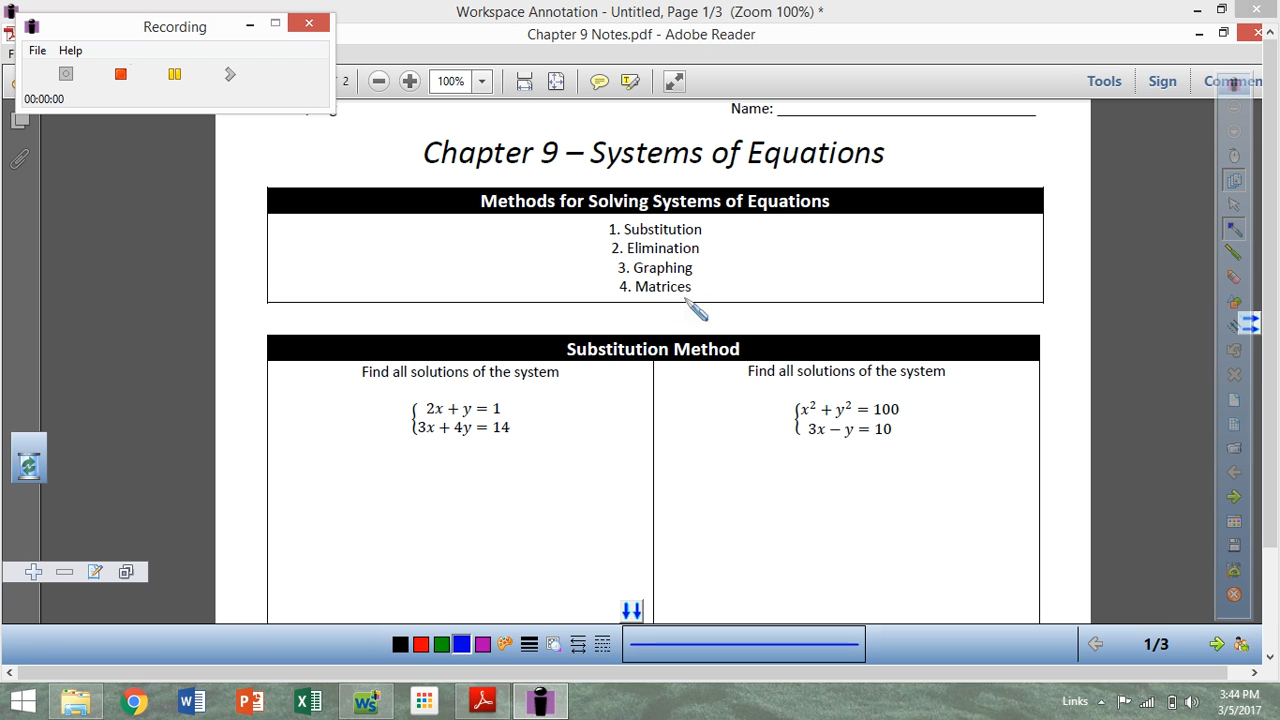 Workspace Annotation - Untitled, Page 1/3 (Zoom 100%) *
Recording
Chapter 9 Notes.pdf - Adobe Reader
File Help
2
100%
Tools
Sign
Commen
00:00:00
Name:
Chapter 9 – Systems of Equations
Methods for Solving Systems of Equations
1. Substitution
2. Elimination
3. Graphing
4. Matrices
Substitution Method
Find all solutions of the system
2x + y = 1
3x + 4y = 14
Find all solutions of the system
x² + y² = 100
3x − y = 10
1/3
Links
3:44 PM
3/5/2017